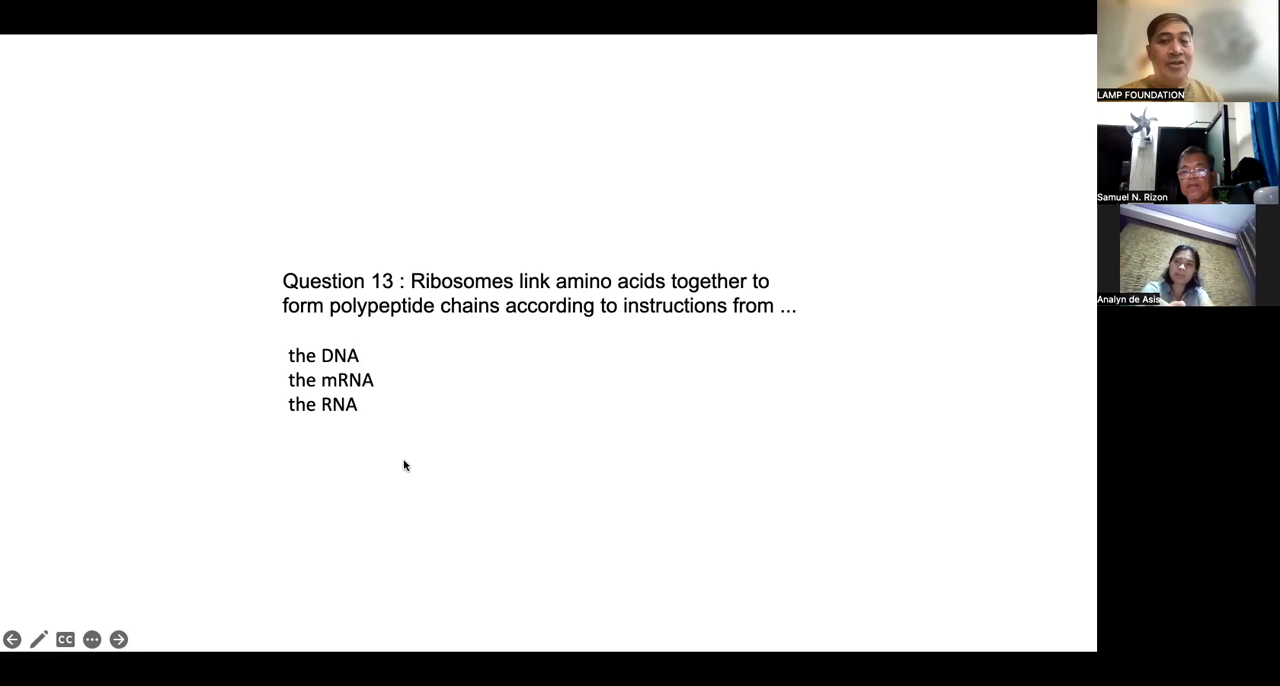 Question 13 : Ribosomes link amino acids together to
form polypeptide chains according to instructions from ...
the DNA
the mRNA
the RNA
LAMP FOUNDATION
Samuel N. Rizon
Analyn de Asis
CC